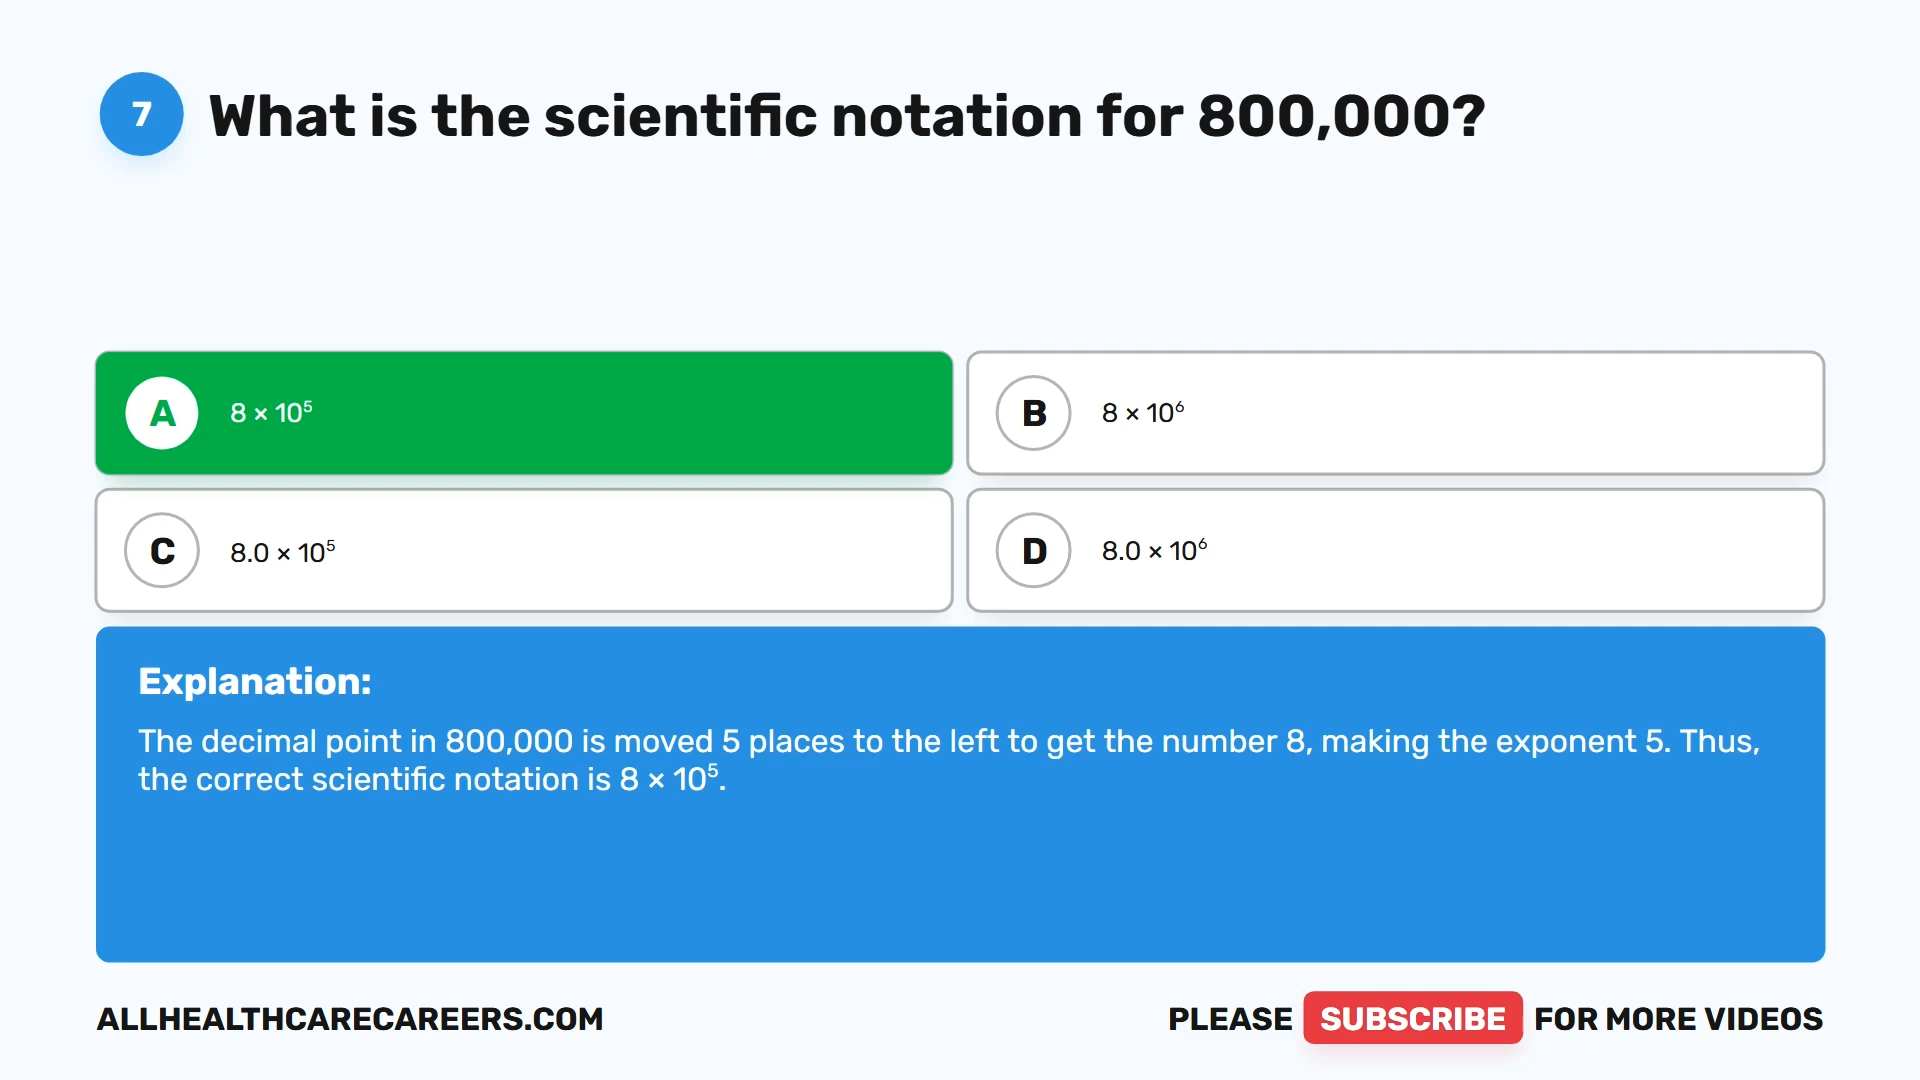 7 What is the scientific notation for 800,000?
A 8 × 10⁵
B 8 × 10⁶
C 8.0 × 10⁵
D 8.0 × 10⁶
Explanation:
The decimal point in 800,000 is moved 5 places to the left to get the number 8, making the exponent 5. Thus,
the correct scientific notation is 8 × 10⁵.
ALLHEALTHCARECAREERS.COM
PLEASE SUBSCRIBE FOR MORE VIDEOS